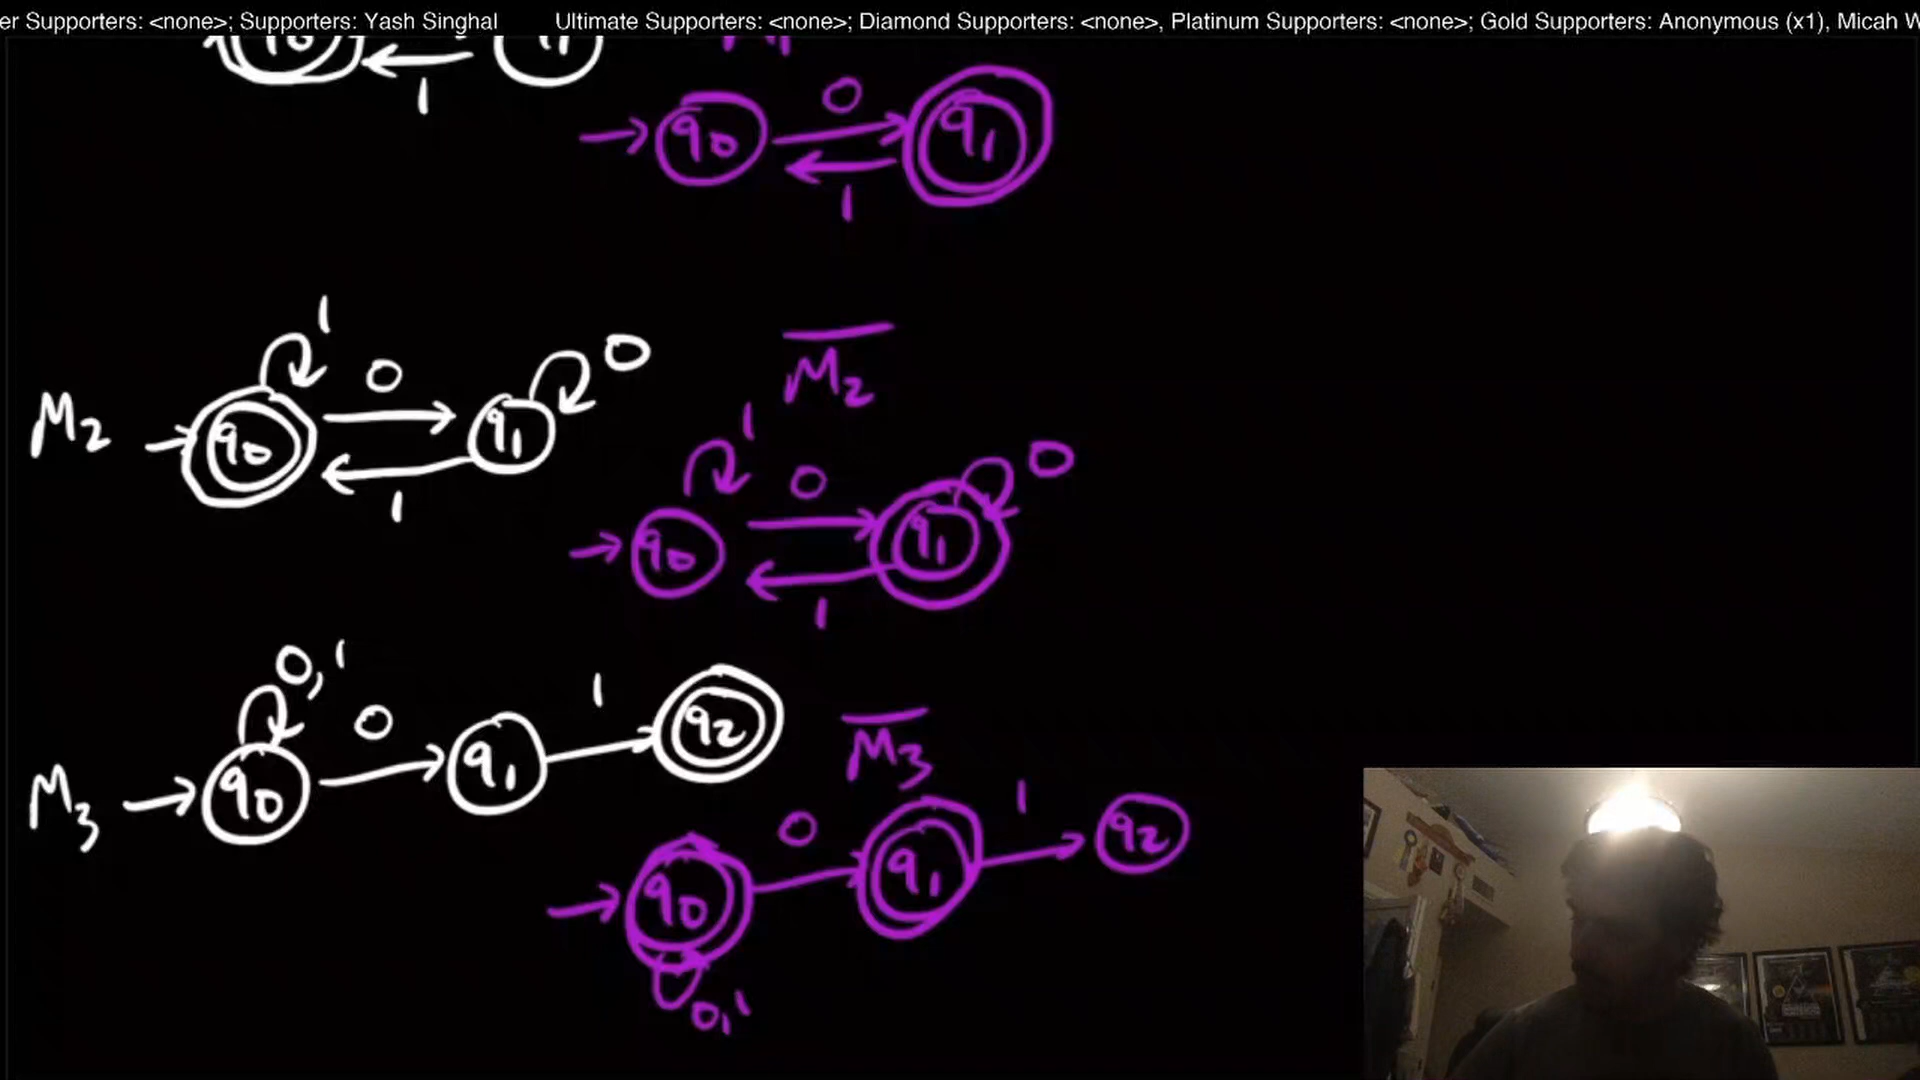 er Supporters: <none>; Supporters: Yash Singhal Ultimate Supporters: <none>; Diamond Supporters: <none>, Platinum Supporters: <none>; Gold Supporters: Anonymous (x1), Micah W
1
0
q0 q1
1
M2
1 0 0
q0 q1
1
M2
1 0 0
q0 q1
1
M3
0,1 0 1
q0 q1 q2
M3
0 1
q0 q1 q2
0,1